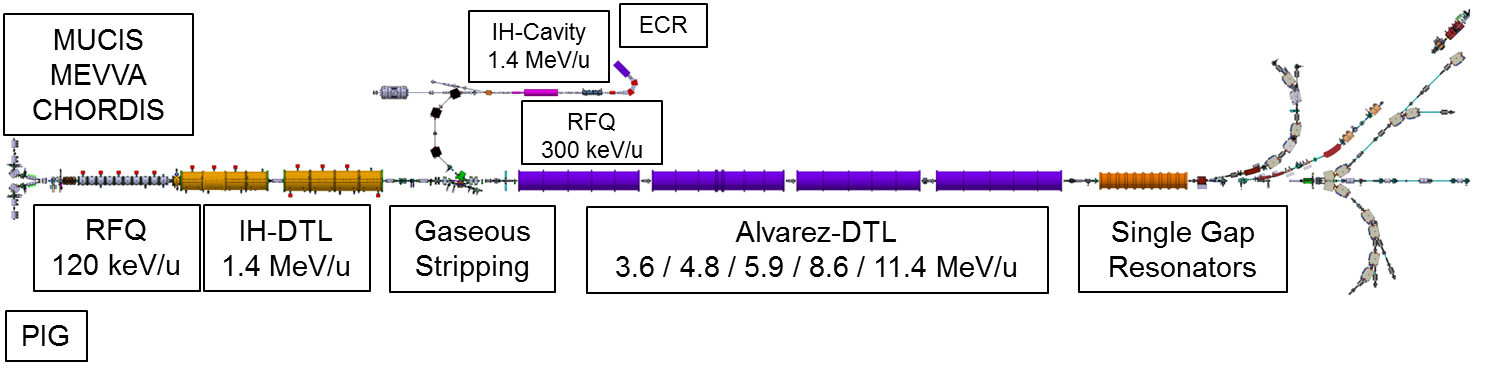 MUCIS
MEVVA
CHORDIS
IH-Cavity
1.4 MeV/u
ECR
RFQ
300 keV/u
RFQ
120 keV/u
IH-DTL
1.4 MeV/u
Gaseous
Stripping
Alvarez-DTL
3.6 / 4.8 / 5.9 / 8.6 / 11.4 MeV/u
Single Gap
Resonators
PIG